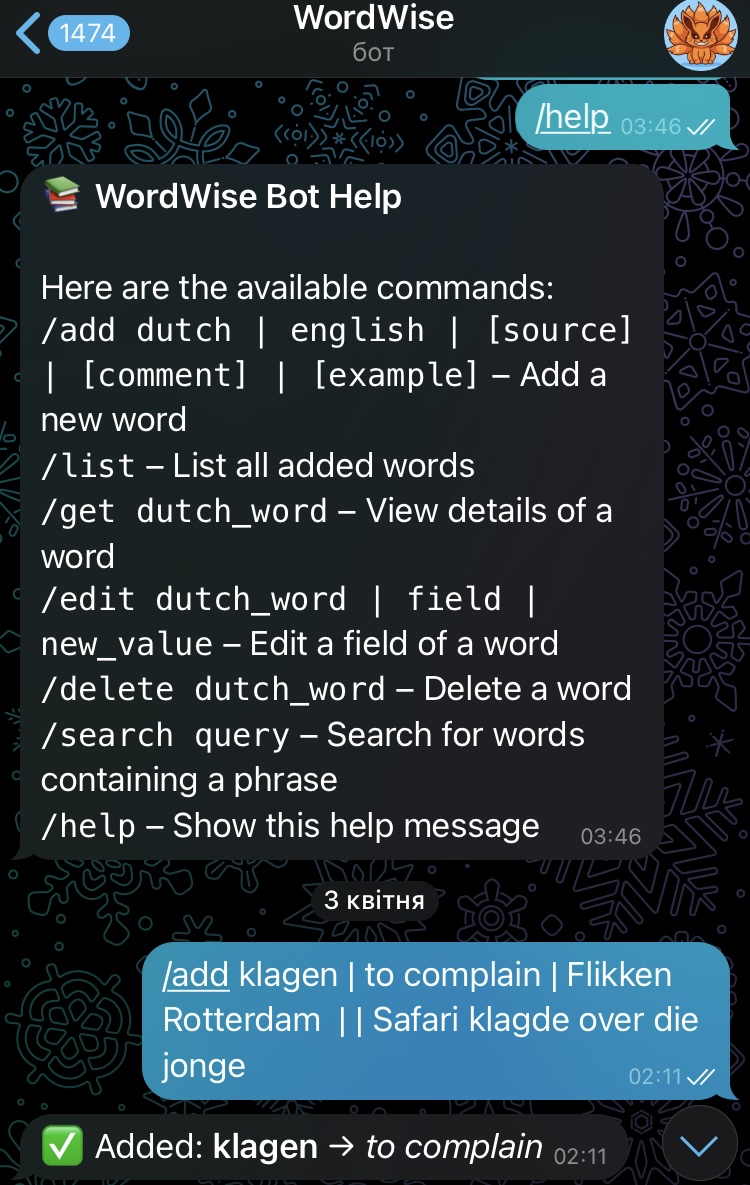 1474
WordWise
бот
/help 03:46
📚 WordWise Bot Help
Here are the available commands:
/add dutch | english | [source]
| [comment] | [example] – Add a
new word
/list – List all added words
/get dutch_word – View details of a
word
/edit dutch_word | field |
new_value – Edit a field of a word
/delete dutch_word – Delete a word
/search query – Search for words
containing a phrase
/help – Show this help message 03:46
3 квітня
/add klagen | to complain | Flikken
Rotterdam  | | Safari klagde over die
jonge 02:11
✅ Added: klagen → to complain 02:11